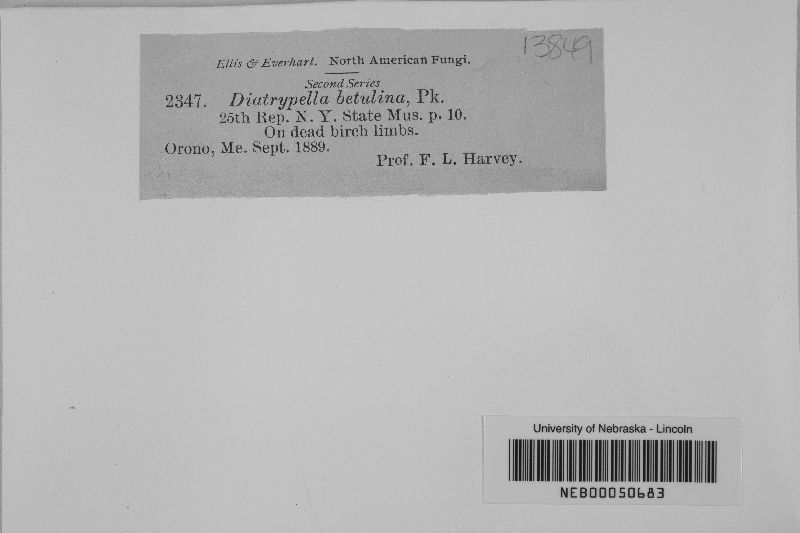 13849
Ellis & Everhart. North American Fungi.
Second Series
2347. Diatrypella betulina, Pk.
25th Rep. N. Y. State Mus. p. 10.
On dead birch limbs.
Orono, Me. Sept. 1889.
Prof. F. L. Harvey.
University of Nebraska - Lincoln
NEB00050683